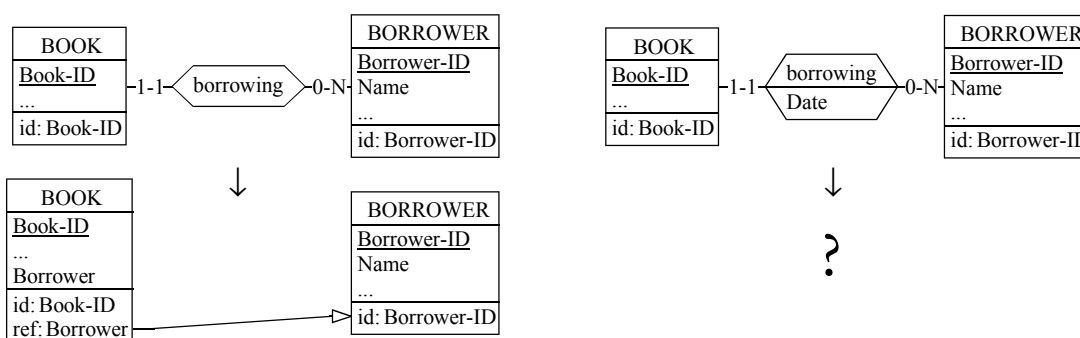 BOOK
Book-ID
...
id: Book-ID
1-1
borrowing
0-N
BORROWER
Borrower-ID
Name
...
id: Borrower-ID
BOOK
Book-ID
...
Borrower
id: Book-ID
ref: Borrower
BORROWER
Borrower-ID
Name
...
id: Borrower-ID
BOOK
Book-ID
...
id: Book-ID
1-1
borrowing
Date
0-N
BORROWER
Borrower-ID
Name
...
id: Borrower-ID
?